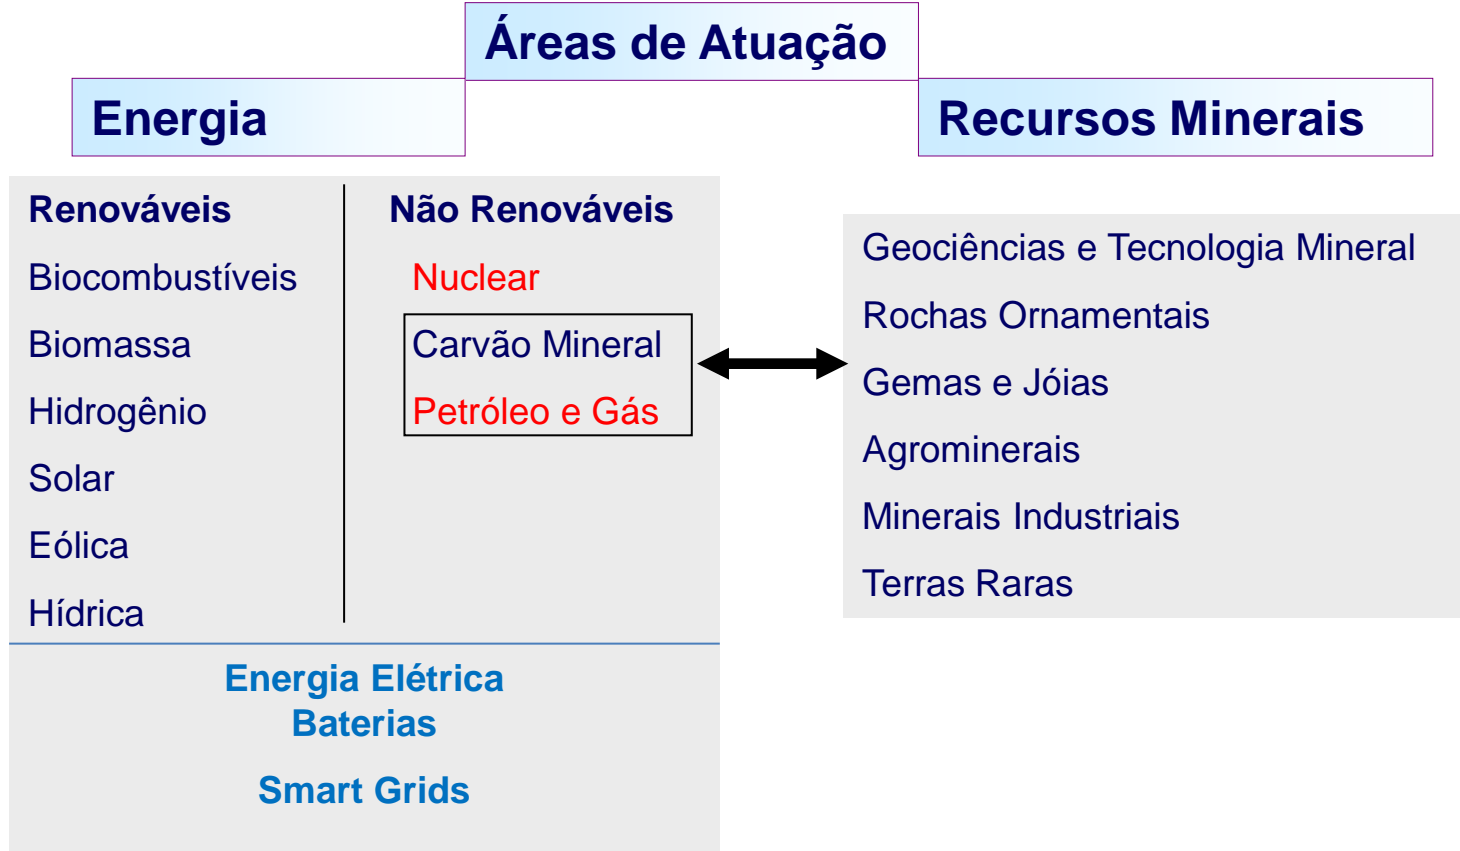 Áreas de Atuação
Energia
Recursos Minerais
Renováveis
Biocombustíveis
Biomassa
Hidrogênio
Solar
Eólica
Hídrica
Não Renováveis
Nuclear
Carvão Mineral
Petróleo e Gás
Energia Elétrica
Baterias
Smart Grids
Geociências e Tecnologia Mineral
Rochas Ornamentais
Gemas e Jóias
Agrominerais
Minerais Industriais
Terras Raras